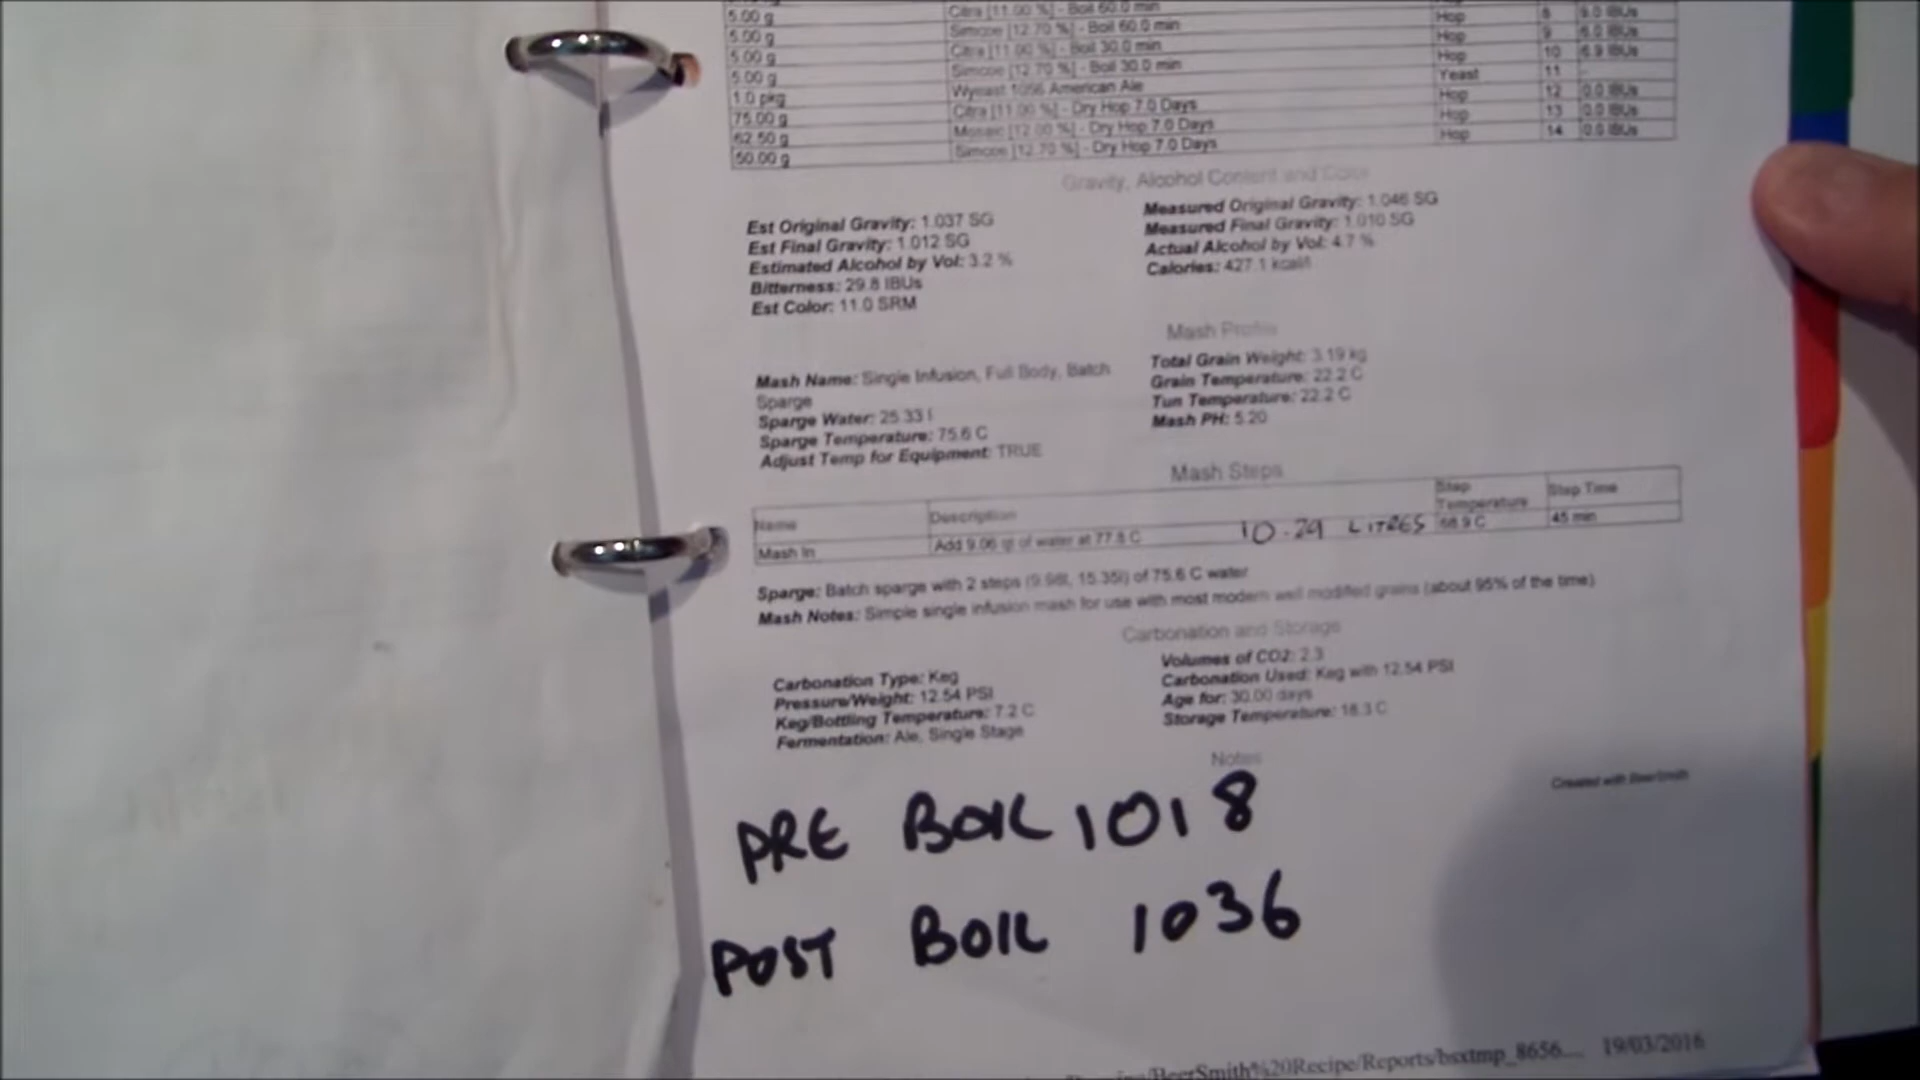 5.00 g Citra [11.00 %] - Boil 60.0 min Hop 8 9.0 IBUs
5.00 g Simcoe [12.70 %] - Boil 60.0 min Hop 9 6.0 IBUs
5.00 g Citra [11.00 %] - Boil 30.0 min Hop 10 6.9 IBUs
5.00 g Simcoe [12.70 %] - Boil 30.0 min
1.0 pkg Wyeast 1056 American Ale Yeast 11 -
75.00 g Citra [11.00 %] - Dry Hop 7.0 Days Hop 12 0.0 IBUs
62.50 g Mosaic [12.00 %] - Dry Hop 7.0 Days Hop 13 0.0 IBUs
50.00 g Simcoe [12.70 %] - Dry Hop 7.0 Days Hop 14 0.0 IBUs
Gravity, Alcohol Content and Color
Est Original Gravity: 1.037 SG
Est Final Gravity: 1.012 SG
Estimated Alcohol by Vol: 3.2 %
Bitterness: 29.8 IBUs
Est Color: 11.0 SRM
Measured Original Gravity: 1.046 SG
Measured Final Gravity: 1.010 SG
Actual Alcohol by Vol: 4.7 %
Calories: 427.1 kcal/l
Mash Profile
Mash Name: Single Infusion, Full Body, Batch
Sparge
Sparge Water: 25.33 l
Sparge Temperature: 75.6 C
Adjust Temp for Equipment: TRUE
Total Grain Weight: 3.19 kg
Grain Temperature: 22.2 C
Tun Temperature: 22.2 C
Mash PH: 5.20
Mash Steps
Name Description Step Temperature Step Time
Mash In Add 9.06 qt of water at 77.8 C 10.29 LITRES 68.9 C 45 min
Sparge: Batch sparge with 2 steps (9.98l, 15.35l) of 75.6 C water
Mash Notes: Simple single infusion mash for use with most modern well modified grains (about 95% of the time)
Carbonation and Storage
Carbonation Type: Keg
Pressure/Weight: 12.54 PSI
Keg/Bottling Temperature: 7.2 C
Fermentation: Ale, Single Stage
Volumes of CO2: 2.3
Carbonation Used: Keg with 12.54 PSI
Age for: 30.00 days
Storage Temperature: 18.3 C
Notes
Created with BeerSmith
PRE BOIL 1018
POST BOIL 1036
/BeerSmith%20Recipe/Reports/bsxtmp_8656.... 19/03/2016